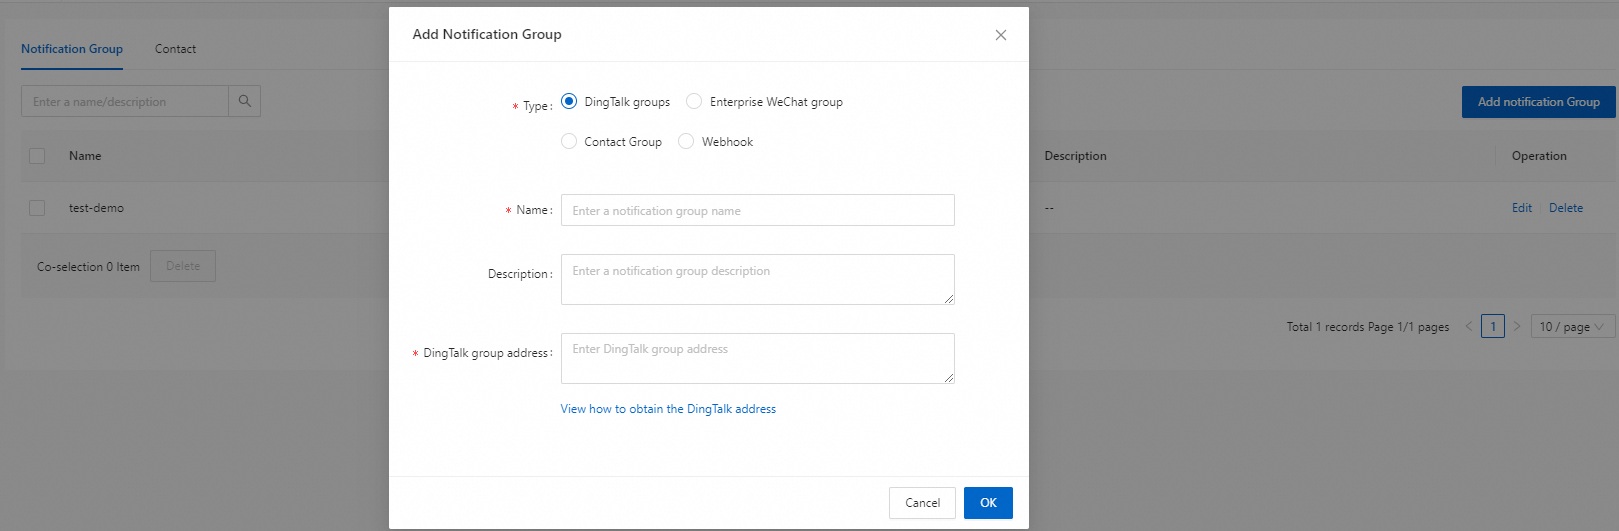 Add Notification Group
Notification Group
Contact
Enter a name/description
Add notification Group
Name
Description
Operation
test-demo
--
Edit
Delete
Co-selection 0 Item
Delete
Total 1 records Page 1/1 pages
1
10 / page
* Type:
DingTalk groups
Enterprise WeChat group
Contact Group
Webhook
* Name:
Enter a notification group name
Description:
Enter a notification group description
* DingTalk group address:
Enter DingTalk group address
View how to obtain the DingTalk address
Cancel
OK